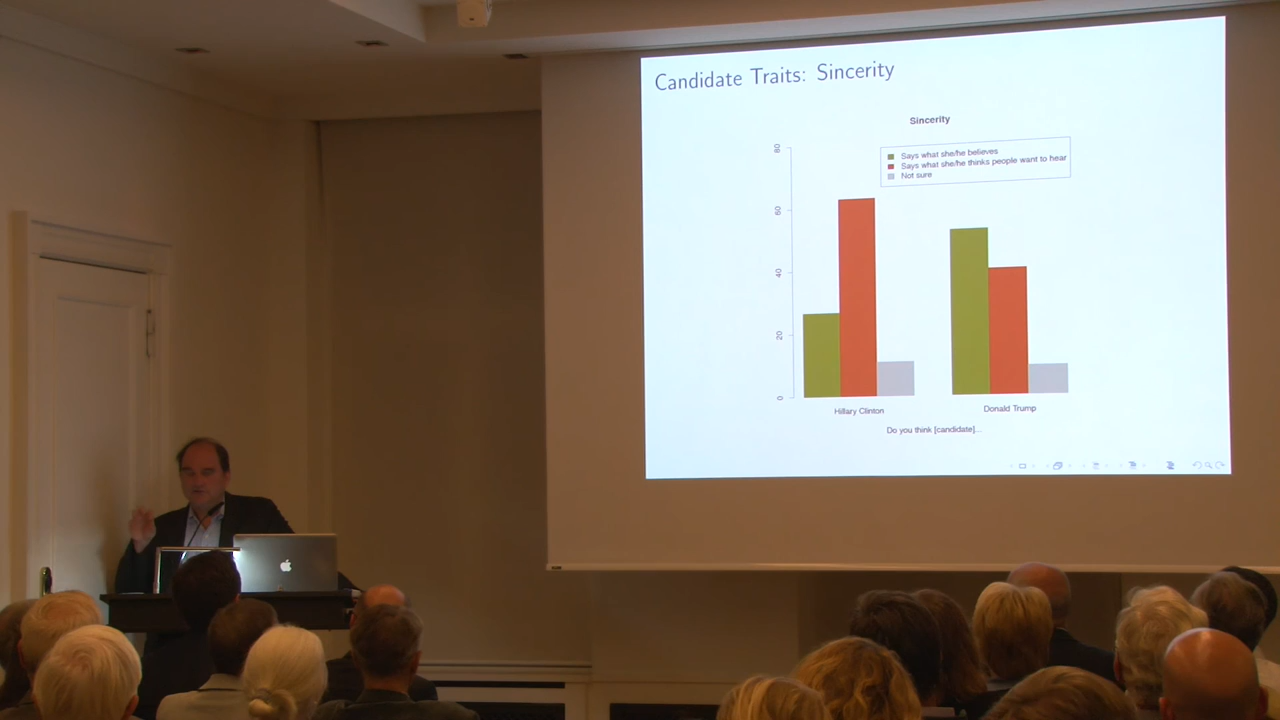 Candidate Traits: Sincerity
Sincerity
Says what she/he believes
Says what she/he thinks people want to hear
Not sure
80
60
40
20
0
Hillary Clinton
Donald Trump
Do you think [candidate]...